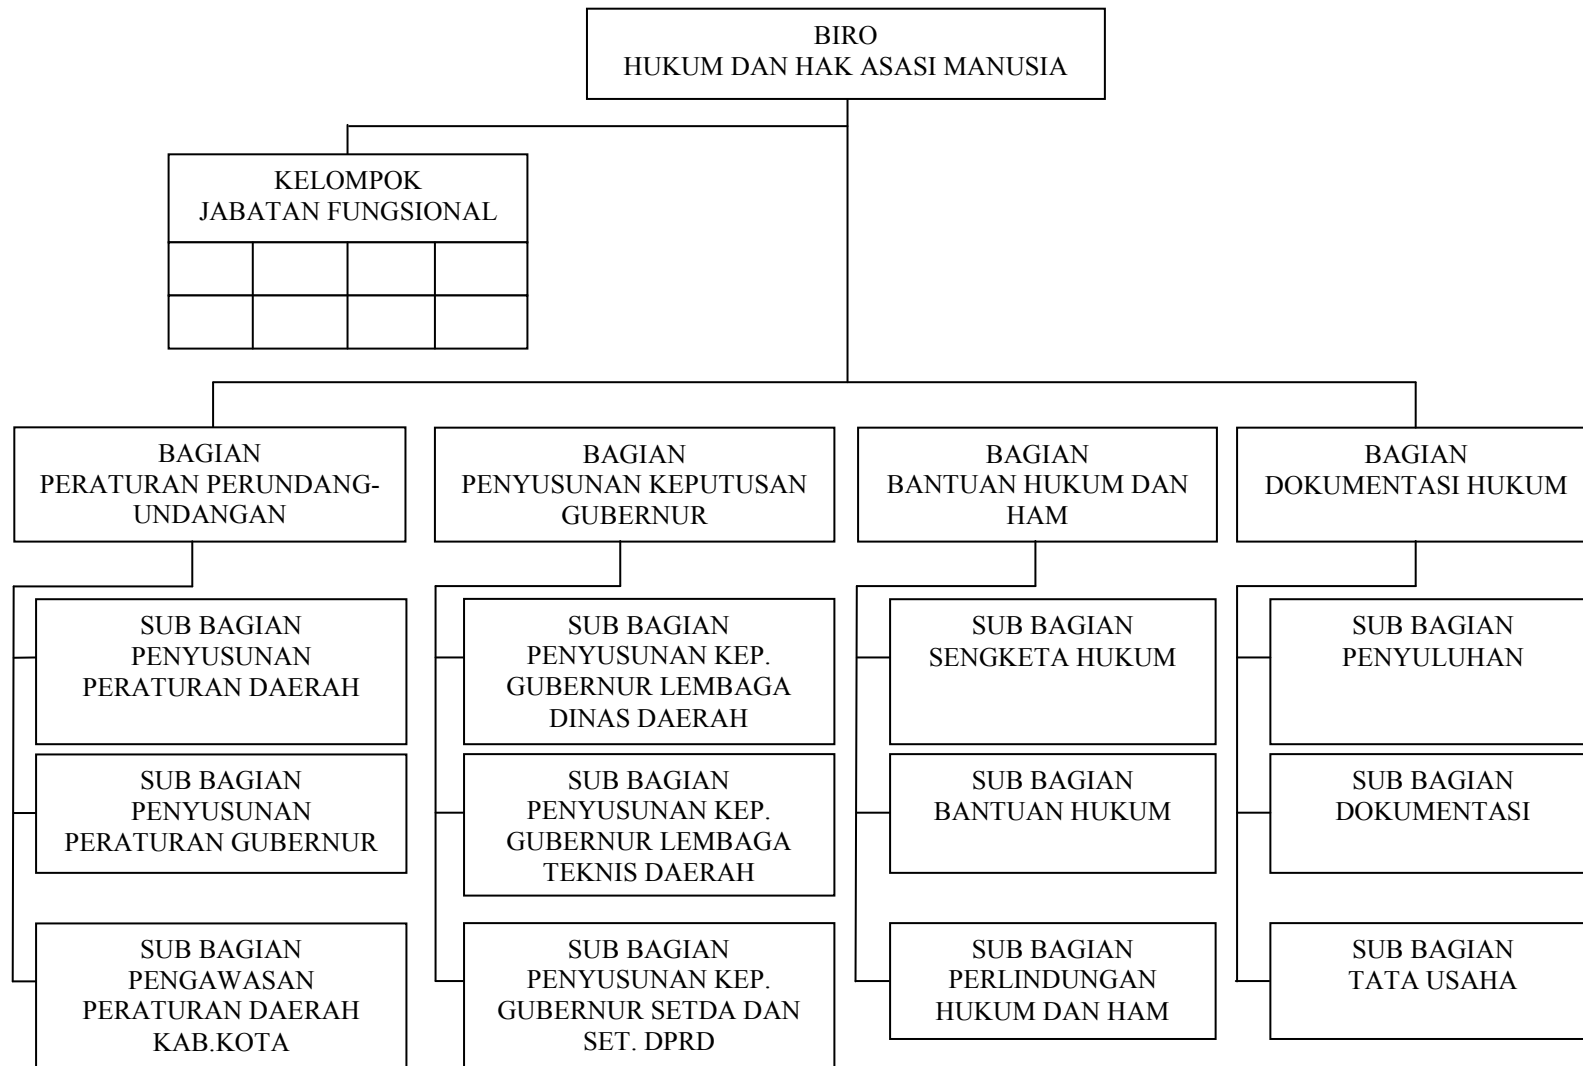 BIRO
HUKUM DAN HAK ASASI MANUSIA
KELOMPOK
JABATAN FUNGSIONAL
BAGIAN
PERATURAN PERUNDANG-
UNDANGAN
BAGIAN
PENYUSUNAN KEPUTUSAN
GUBERNUR
BAGIAN
BANTUAN HUKUM DAN
HAM
BAGIAN
DOKUMENTASI HUKUM
SUB BAGIAN
PENYUSUNAN
PERATURAN DAERAH
SUB BAGIAN
PENYUSUNAN KEP.
GUBERNUR LEMBAGA
DINAS DAERAH
SUB BAGIAN
SENGKETA HUKUM
SUB BAGIAN
PENYULUHAN
SUB BAGIAN
PENYUSUNAN
PERATURAN GUBERNUR
SUB BAGIAN
PENYUSUNAN KEP.
GUBERNUR LEMBAGA
TEKNIS DAERAH
SUB BAGIAN
BANTUAN HUKUM
SUB BAGIAN
DOKUMENTASI
SUB BAGIAN
PENGAWASAN
PERATURAN DAERAH
KAB.KOTA
SUB BAGIAN
PENYUSUNAN KEP.
GUBERNUR SETDA DAN
SET. DPRD
SUB BAGIAN
PERLINDUNGAN
HUKUM DAN HAM
SUB BAGIAN
TATA USAHA